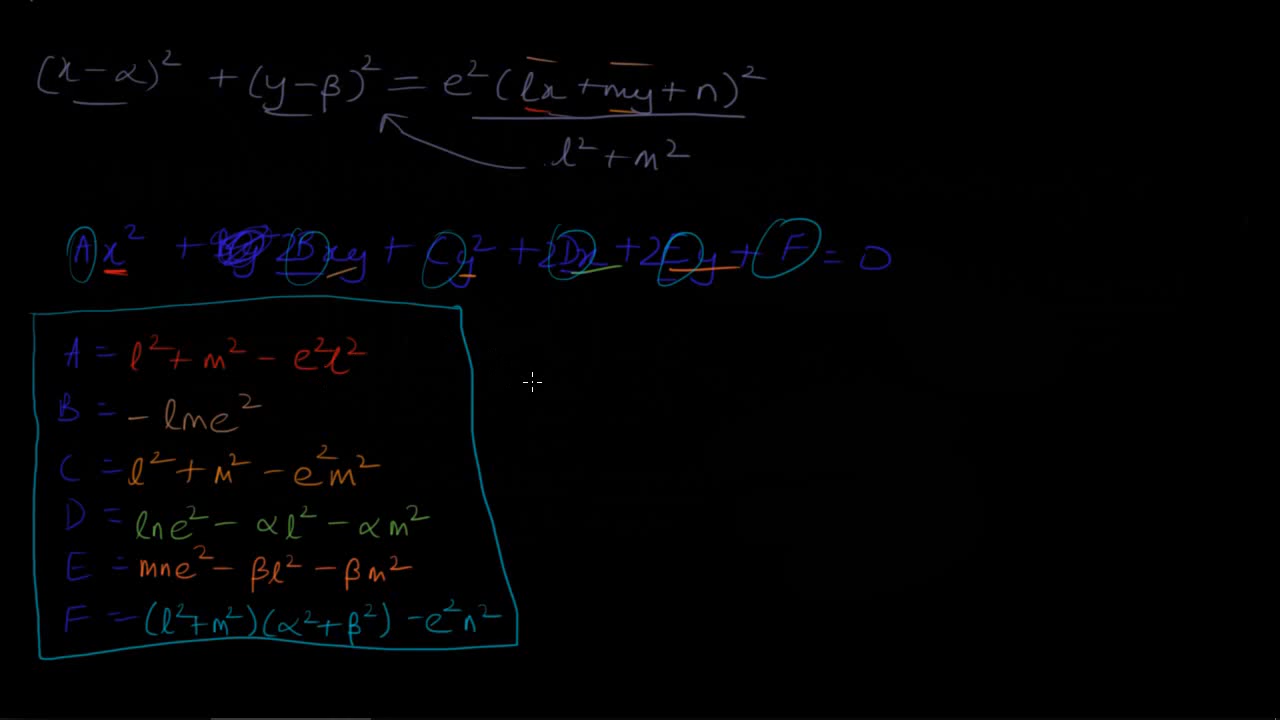 (x-α)² + (y-β)² = e² (lx + my + n)²
l² + m²
Ax² + 2Bxy + Cy² + 2Dx + 2Ey + F = 0
A = l² + m² - e²l²
B = - lme²
C = l² + m² - e²m²
D = lne² - αl² - αm²
E = mne² - βl² - βm²
F = (l²+m²)(α²+β²) - e²n²